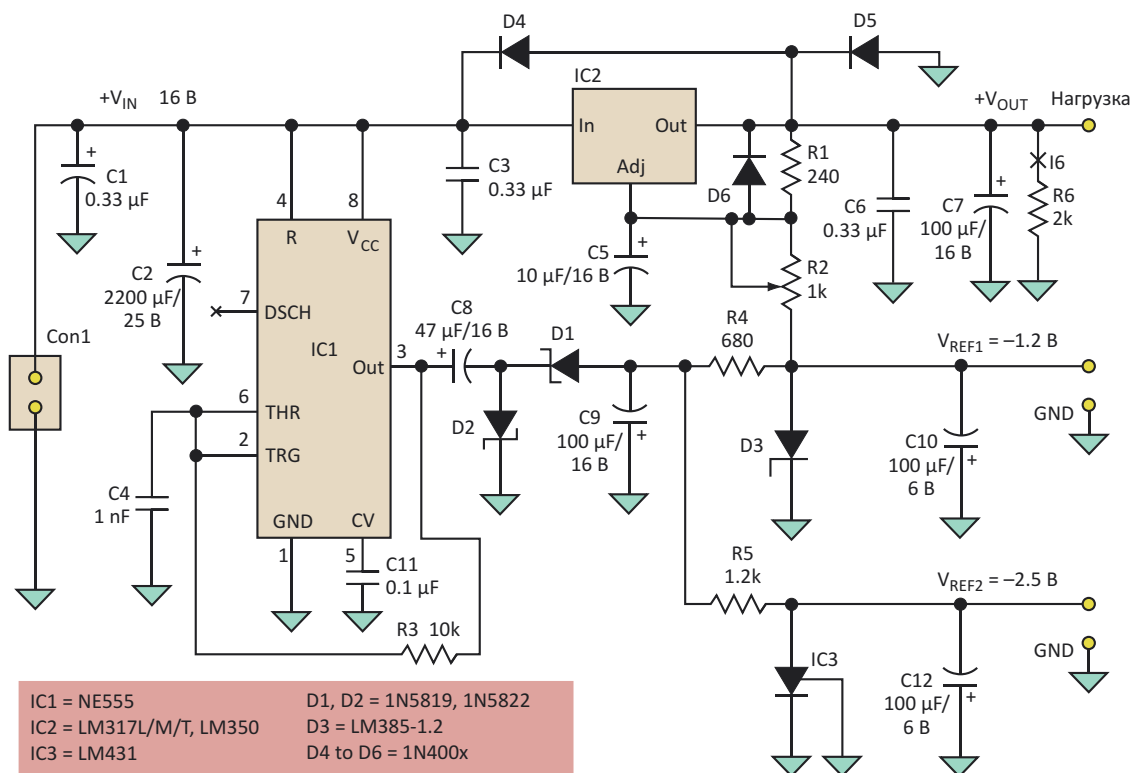 D4
D5
IC2
+V_IN 16 В
+V_OUT
Нагрузка
In
Out
Adj
C1
0.33 µF
+
4
8
R
V_CC
C3
0.33 µF
D6
R1
240
C6
0.33 µF
+
C7
100 µF/
16 В
I6
R6
2k
+
C2
2200 µF/
25 В
+
C5
10 µF/16 В
R2
1k
7
DSCH
IC1
C8
47 µF/16 В
+
D1
R4
680
V_REF1 = –1.2 В
Con1
3
Out
6
THR
2
TRG
D2
C9
100 µF/
16 В
+
D3
C10
100 µF/
6 В
+
GND
C4
1 nF
GND
CV
1
5
C11
0.1 µF
R5
1.2k
V_REF2 = –2.5 В
R3 10k
IC3
C12
100 µF/
6 В
+
GND
IC1 = NE555
IC2 = LM317L/M/T, LM350
IC3 = LM431
D1, D2 = 1N5819, 1N5822
D3 = LM385-1.2
D4 to D6 = 1N400x